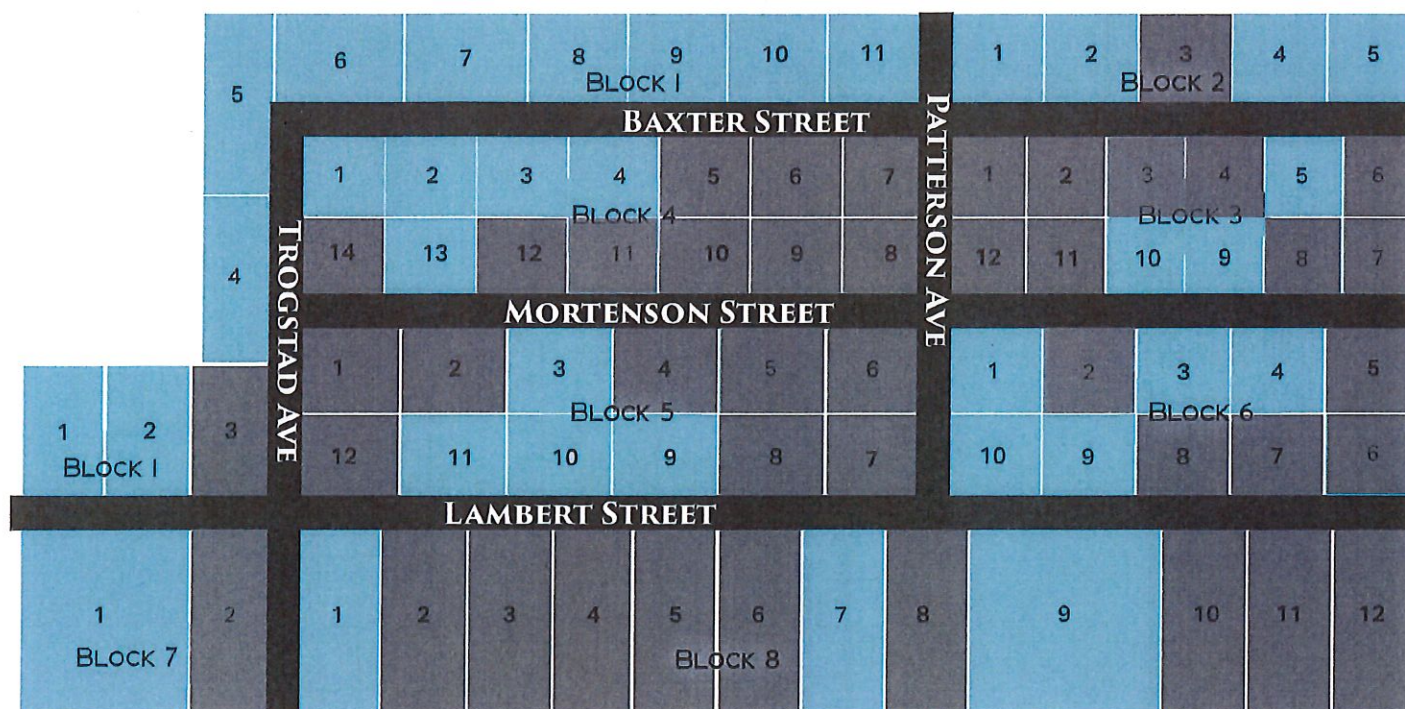 6 7 8 9 10 11 1 2 3 4 5
BLOCK 1 BLOCK 2
5
BAXTER STREET
PATTERSON AVE
1 2 3 4 5 6 7 1 2 3 4 5 6
BLOCK 4 BLOCK 3
14 13 12 11 10 9 8 12 11 10 9 8 7
TROGSTAD AVE
4
MORTENSON STREET
1 2 3 4 5 6 1 2 3 4 5
BLOCK 5 BLOCK 6
1 2 3
BLOCK 1
12 11 10 9 8 7 10 9 8 7 6
LAMBERT STREET
1 2 1 2 3 4 5 6 7 8 9 10 11 12
BLOCK 7 BLOCK 8